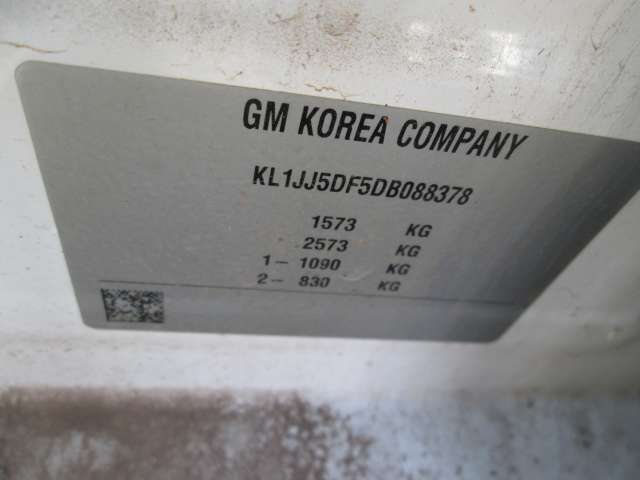 GM KOREA COMPANY
KL1JJ5DF5DB088378
1573 KG
2573 KG
1- 1090 KG
2- 830 KG